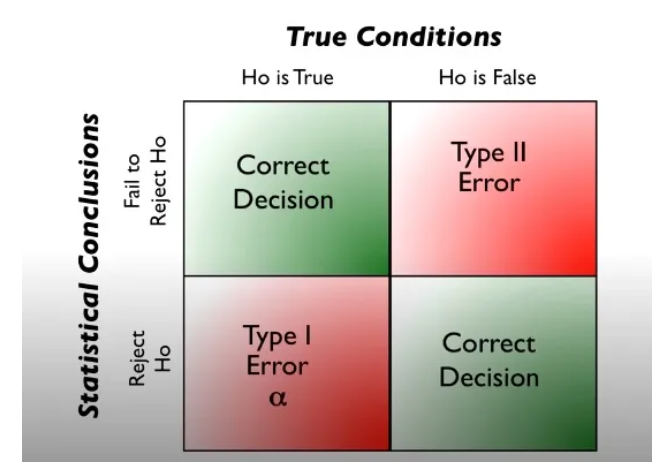 True Conditions
Ho is True
Ho is False
Statistical Conclusions
Fail to
Reject Ho
Correct
Decision
Type II
Error
Reject
Ho
Type I
Error
α
Correct
Decision